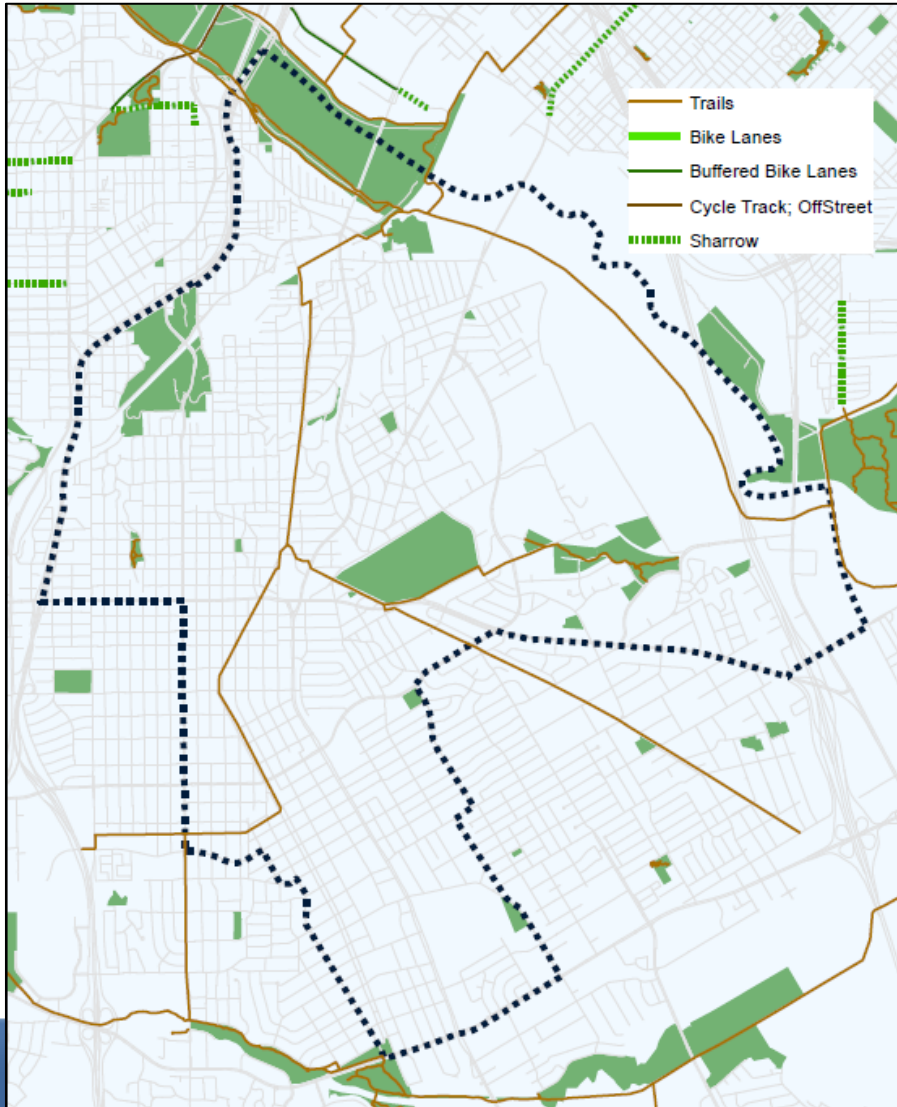 Trails
Bike Lanes
Buffered Bike Lanes
Cycle Track; OffStreet
Sharrow